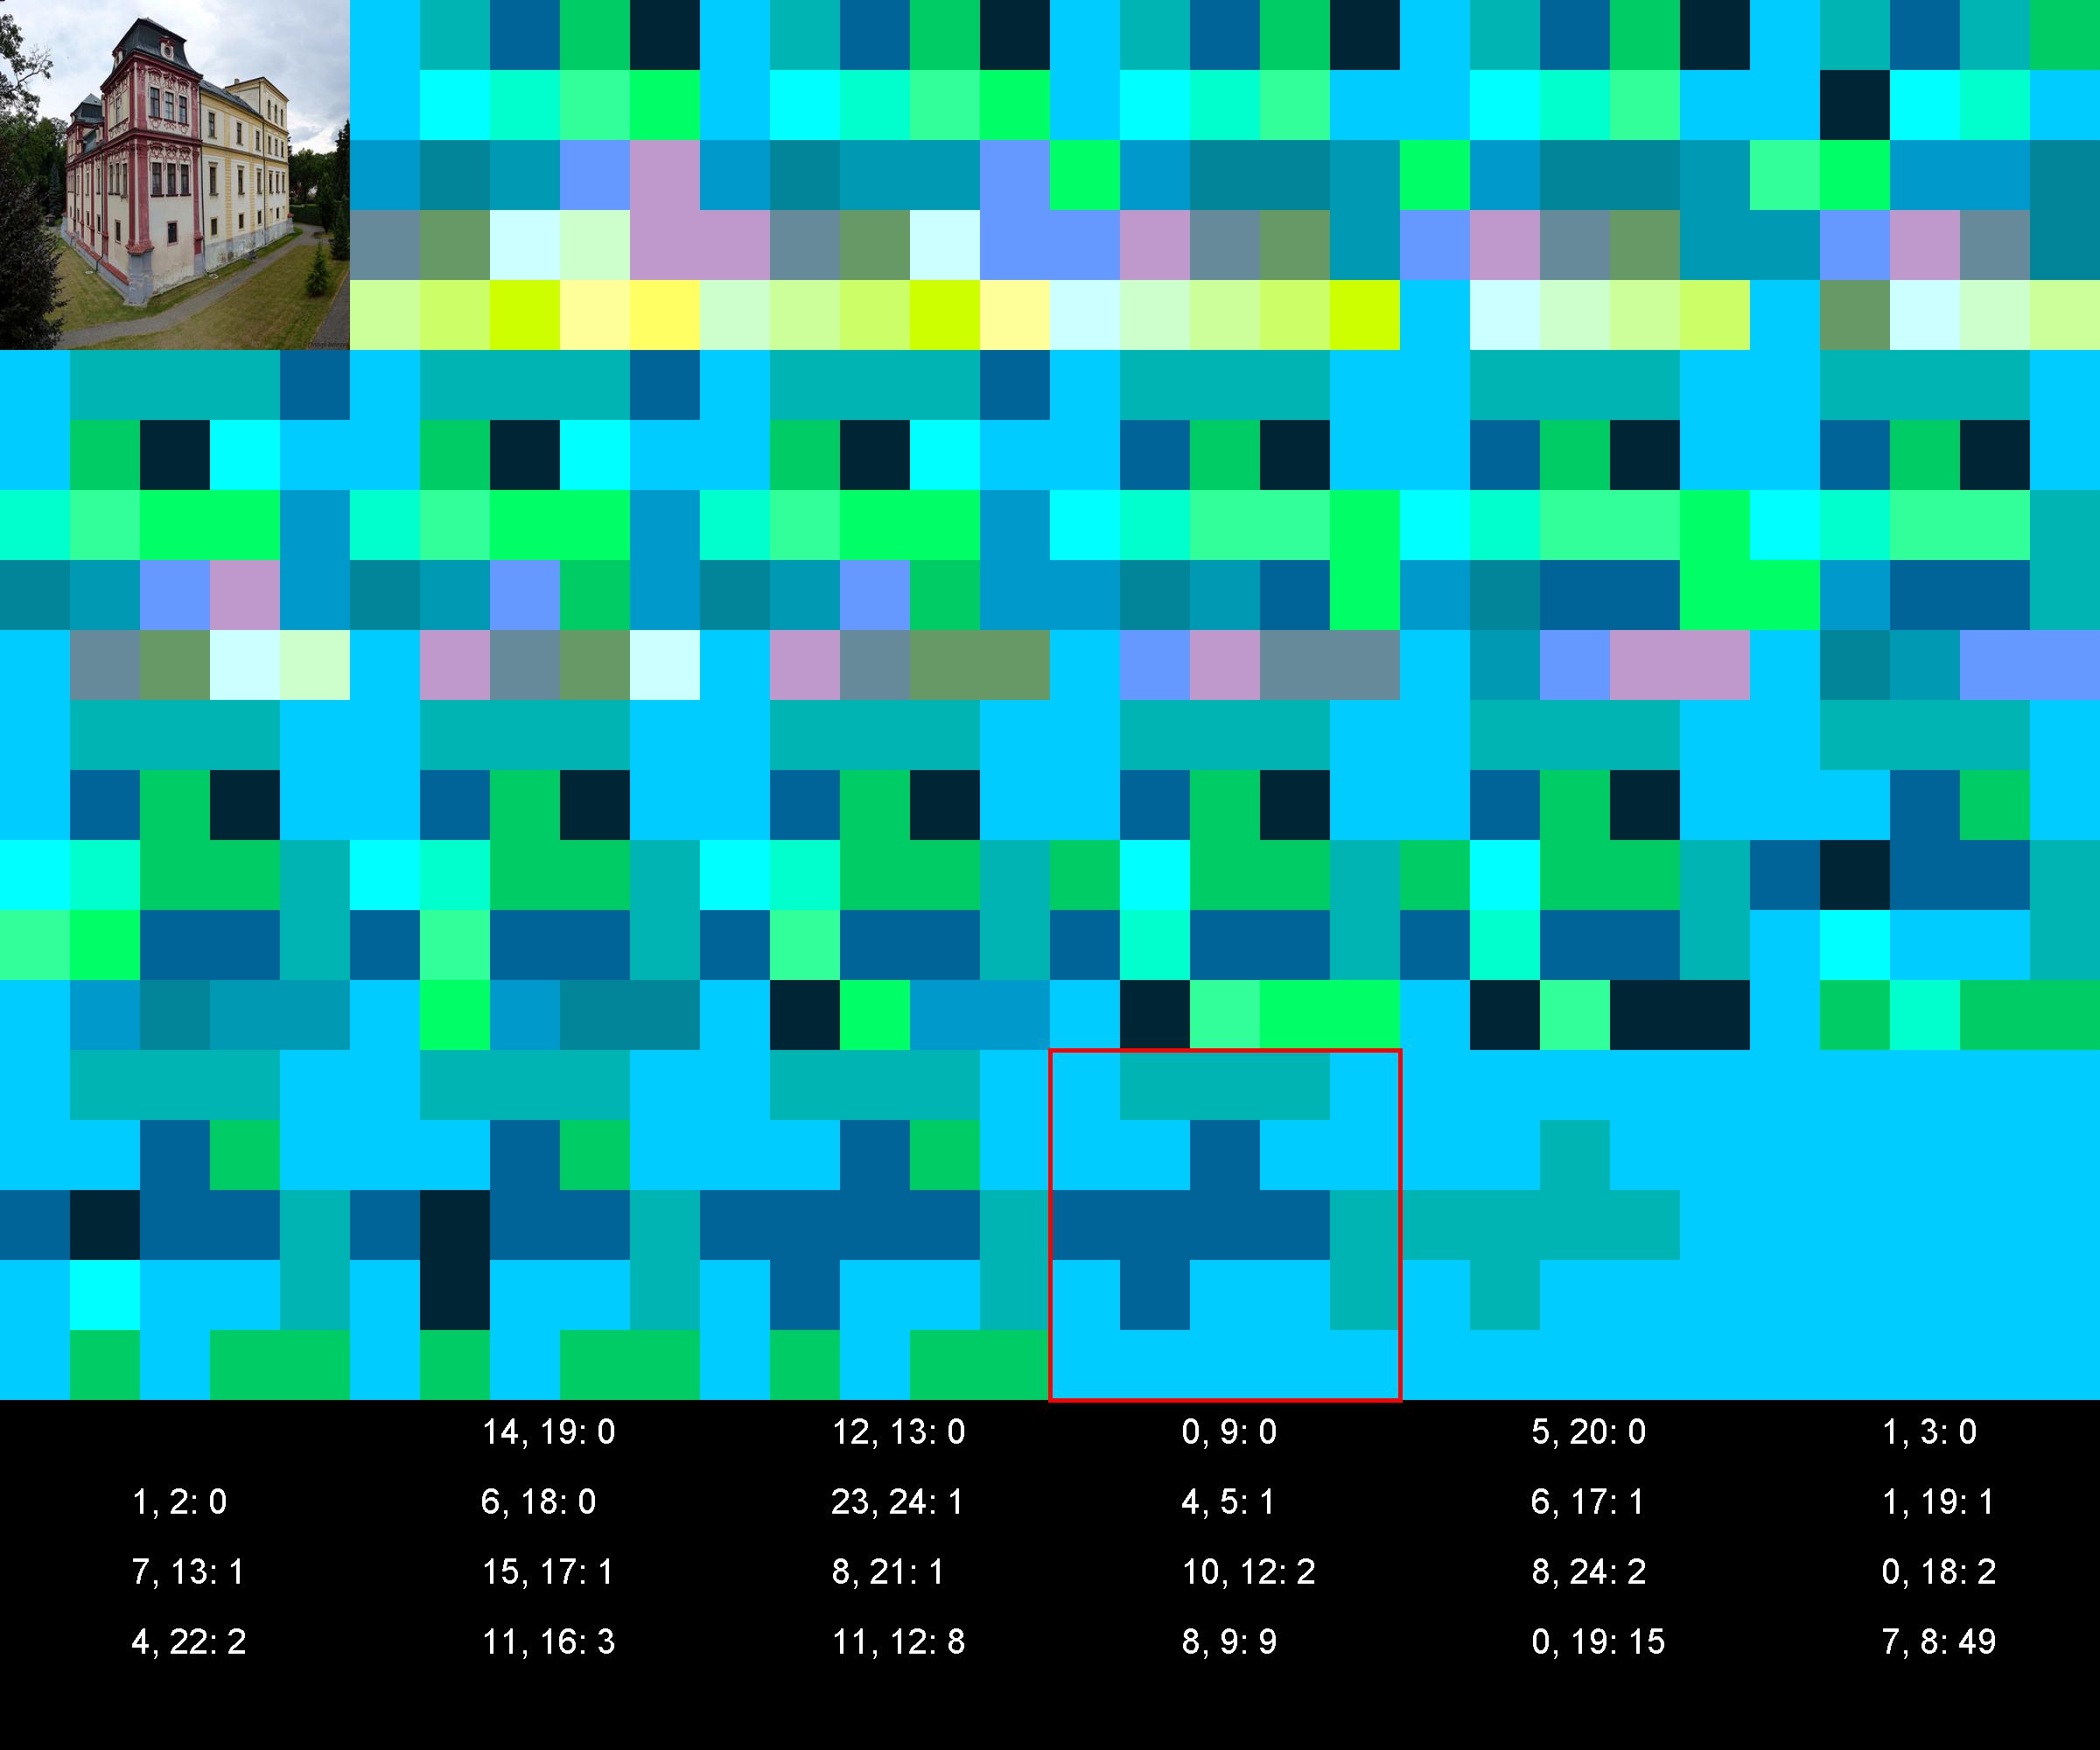 14, 19: 0 12, 13: 0 0, 9: 0 5, 20: 0 1, 3: 0
1, 2: 0 6, 18: 0 23, 24: 1 4, 5: 1 6, 17: 1 1, 19: 1
7, 13: 1 15, 17: 1 8, 21: 1 10, 12: 2 8, 24: 2 0, 18: 2
4, 22: 2 11, 16: 3 11, 12: 8 8, 9: 9 0, 19: 15 7, 8: 49